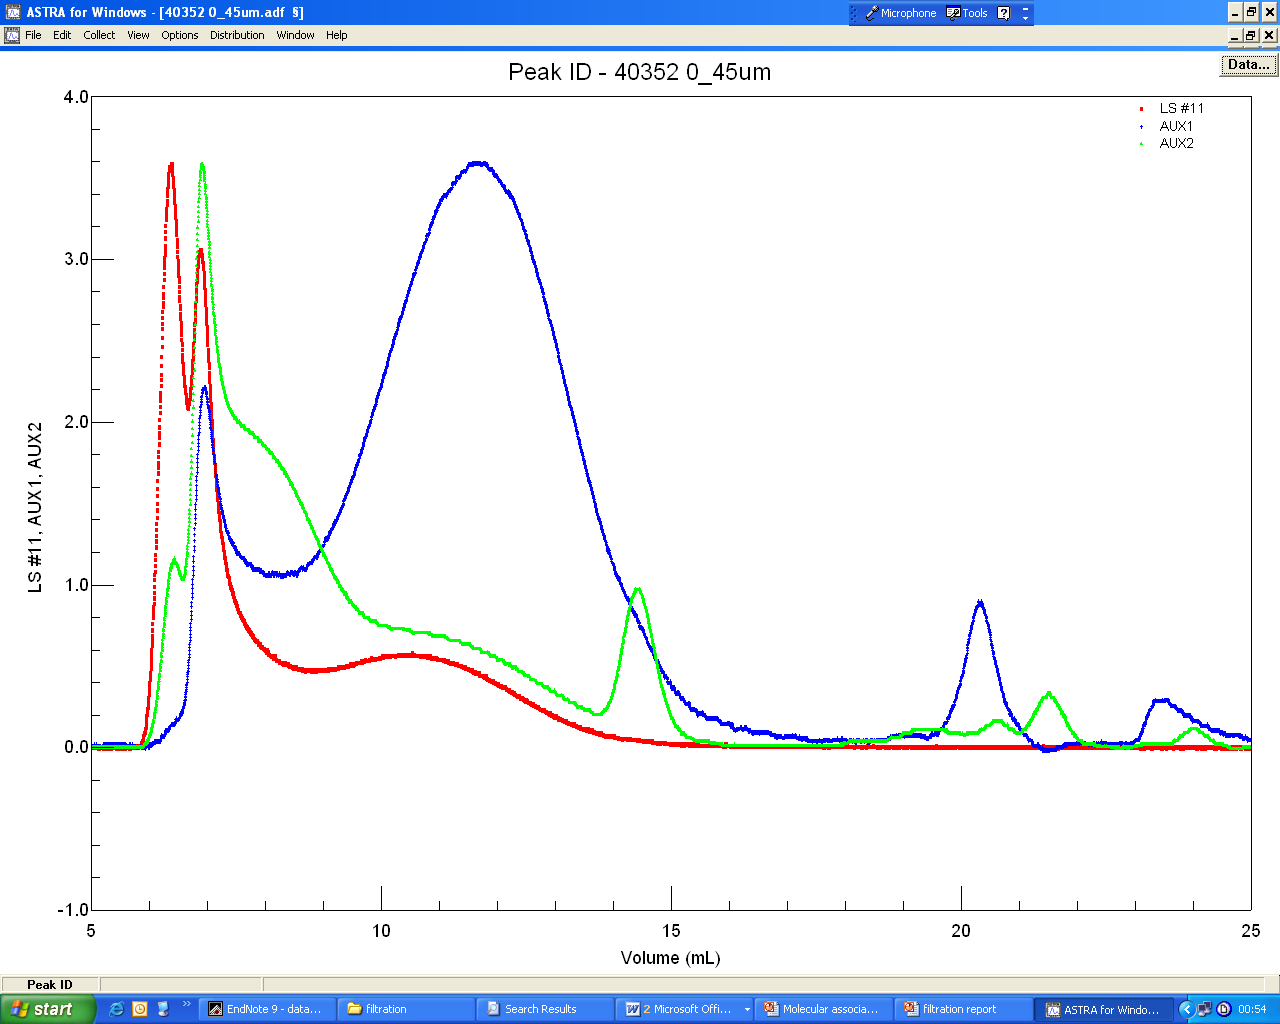 ASTRA for Windows - [40352 0_45um.adf §]
Microphone Tools
File Edit Collect View Options Distribution Window Help
Data...
Peak ID - 40352 0_45um
LS #11
AUX1
AUX2
4.0
3.0
2.0
1.0
0.0
-1.0
LS #11, AUX1, AUX2
5 10 15 20 25
Volume (mL)
Peak ID
start » EndNote 9 - data... filtration Search Results 2 Microsoft Offi... Molecular associa... filtration report ASTRA for Windo... 00:54